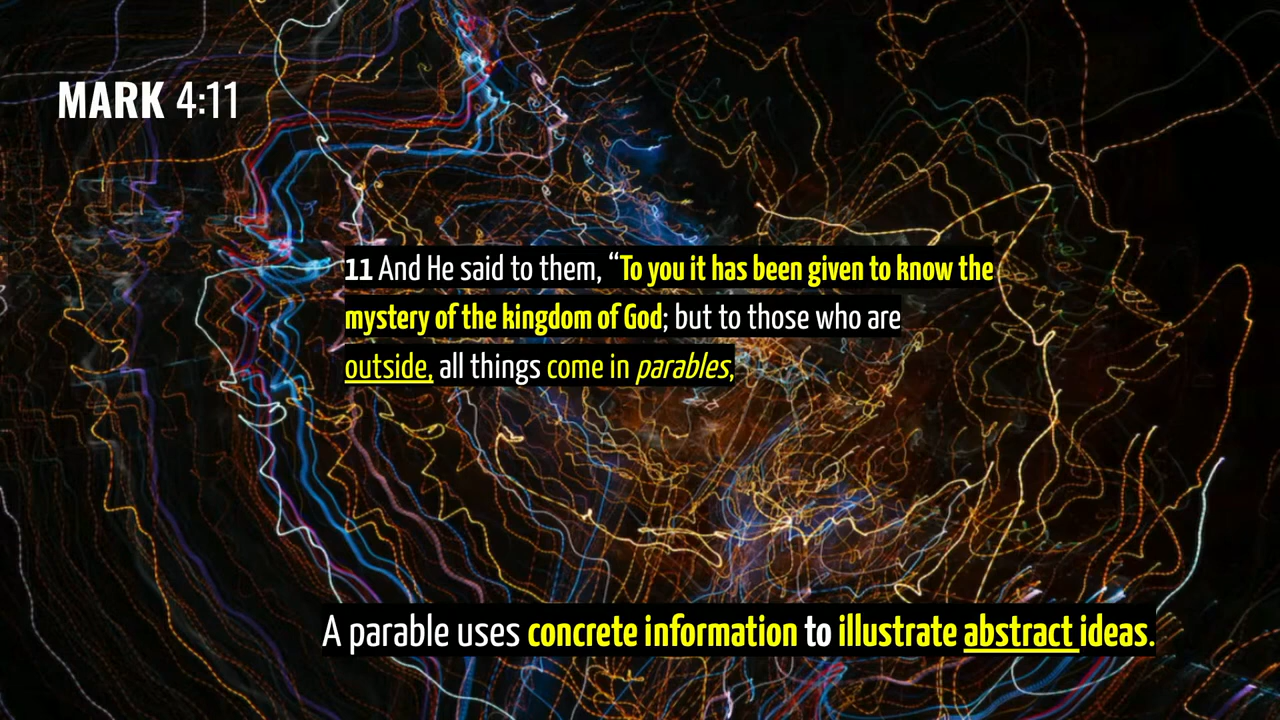 MARK 4:11
11 And He said to them, “To you it has been given to know the
mystery of the kingdom of God; but to those who are
outside, all things come in parables,
A parable uses concrete information to illustrate abstract ideas.